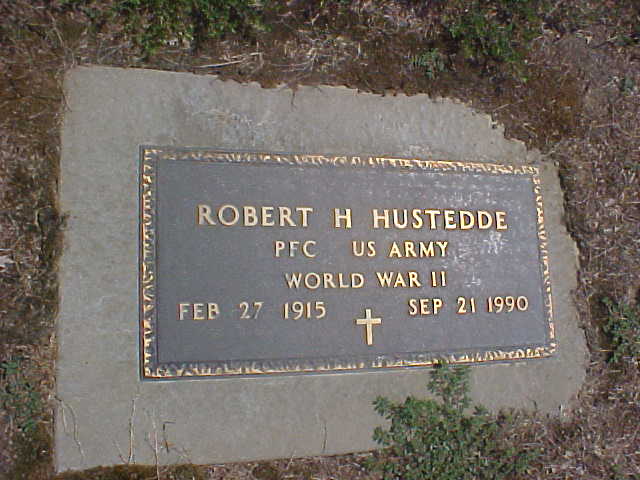 ROBERT H HUSTEDDE
PFC US ARMY
WORLD WAR II
FEB 27 1915 SEP 21 1990